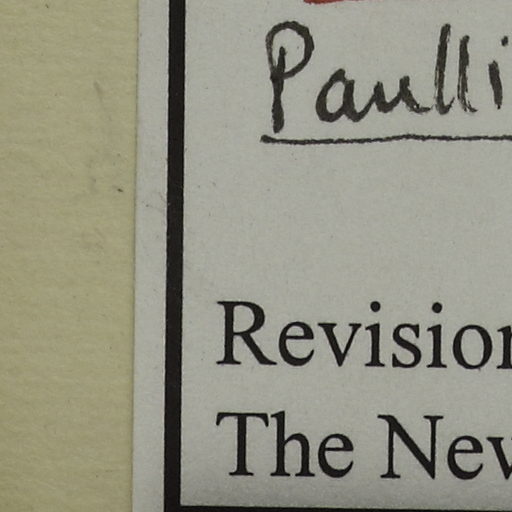 Paulli
Revision
The New